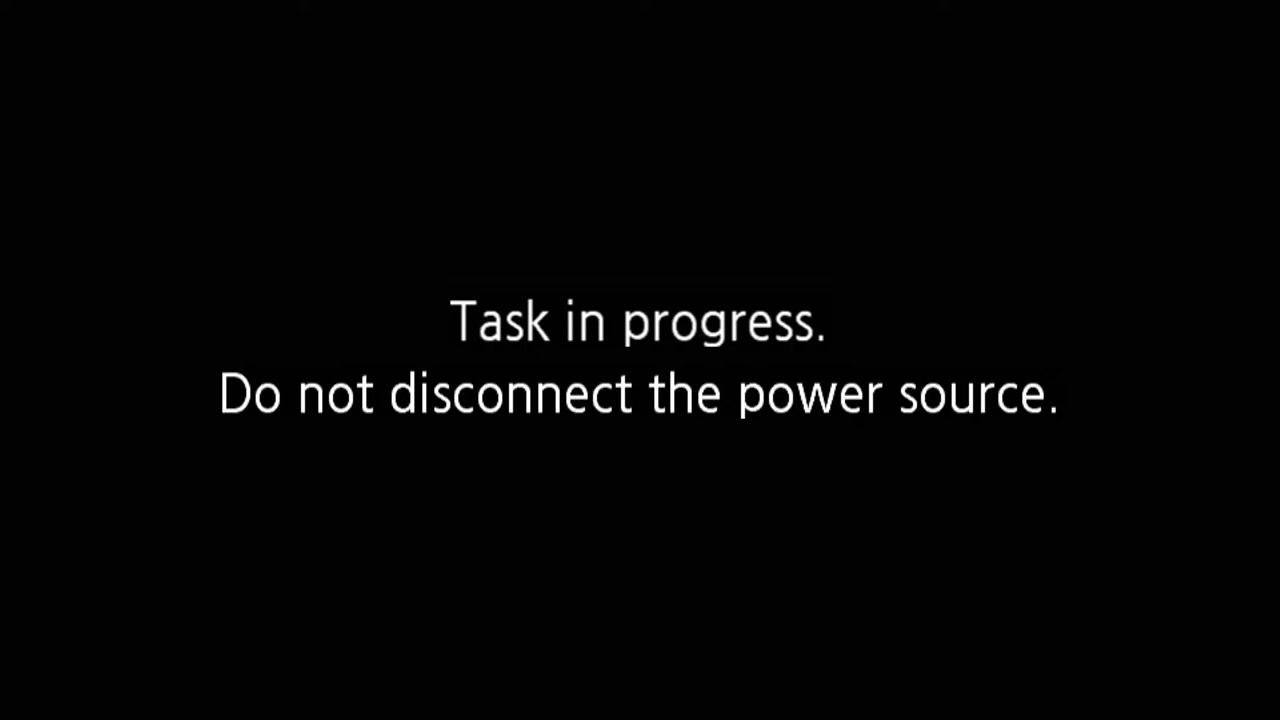 Task in progress.
Do not disconnect the power source.